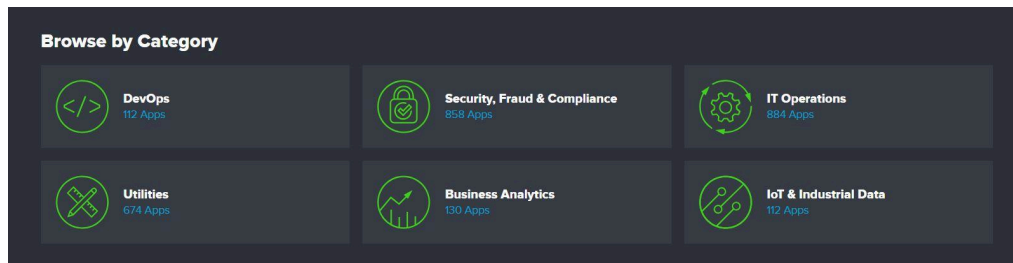 Browse by Category
DevOps
112 Apps
Security, Fraud & Compliance
858 Apps
IT Operations
884 Apps
Utilities
674 Apps
Business Analytics
130 Apps
IoT & Industrial Data
112 Apps